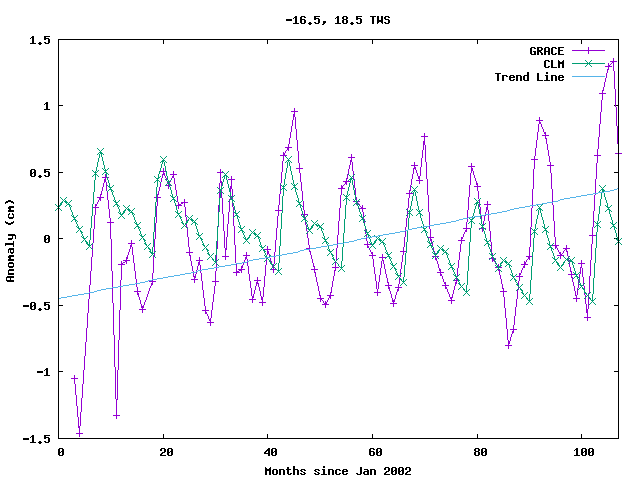 -16.5, 18.5 TWS
GRACE
CLM
Trend Line
1.5
1
0.5
0
-0.5
-1
-1.5
Anomaly (cm)
0 20 40 60 80 100
Months since Jan 2002